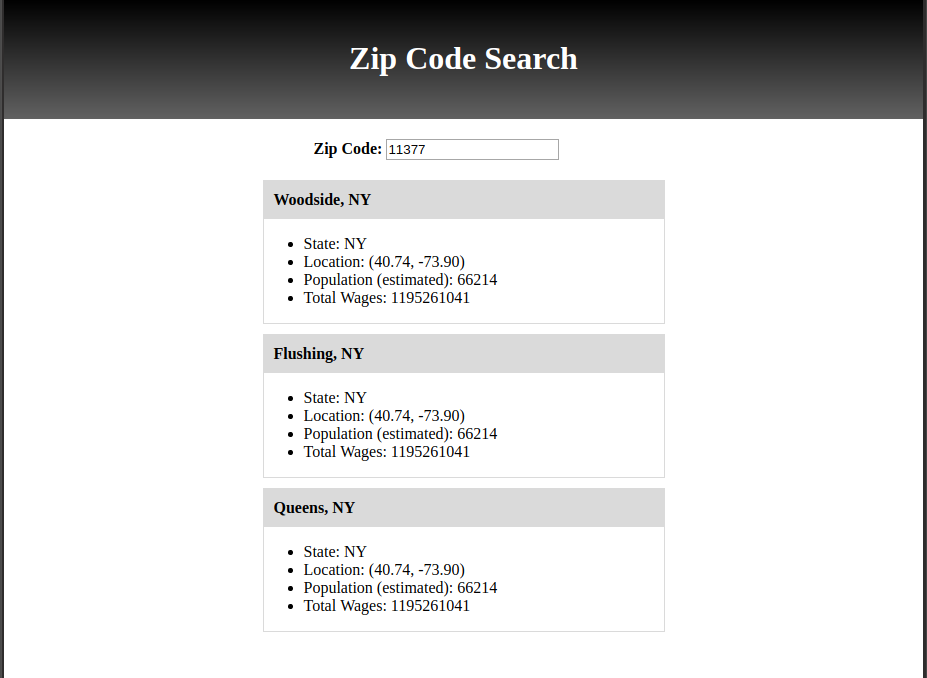 Zip Code Search
Zip Code: 11377
Woodside, NY
State: NY
Location: (40.74, -73.90)
Population (estimated): 66214
Total Wages: 1195261041
Flushing, NY
State: NY
Location: (40.74, -73.90)
Population (estimated): 66214
Total Wages: 1195261041
Queens, NY
State: NY
Location: (40.74, -73.90)
Population (estimated): 66214
Total Wages: 1195261041